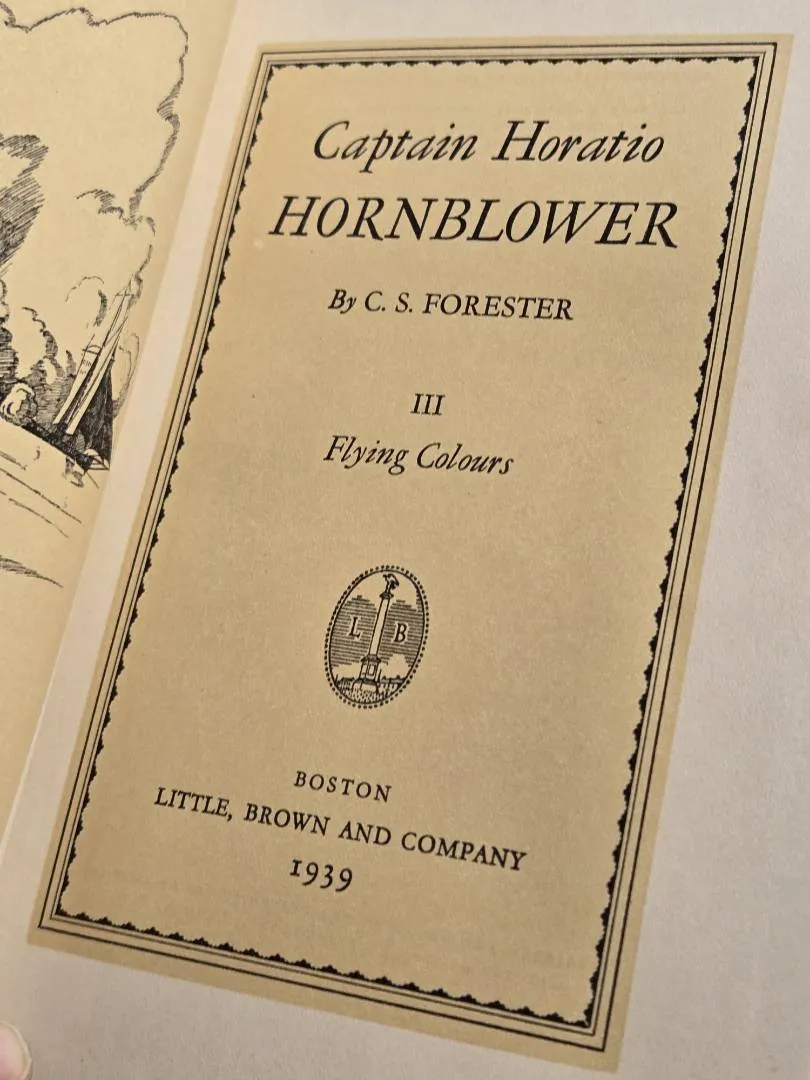 Captain Horatio
HORNBLOWER
By C. S. FORESTER
III
Flying Colours
L B
BOSTON
LITTLE, BROWN AND COMPANY
1939